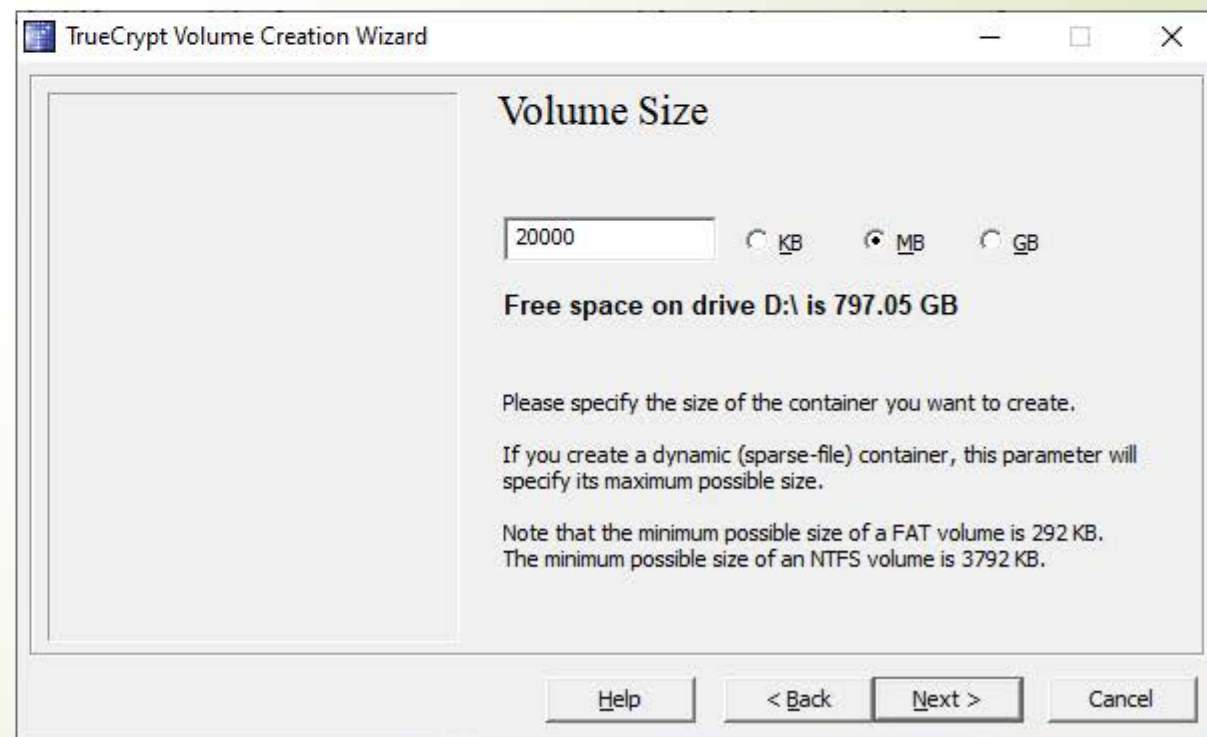 TrueCrypt Volume Creation Wizard
Volume Size
20000 KB MB GB
Free space on drive D:\ is 797.05 GB
Please specify the size of the container you want to create.
If you create a dynamic (sparse-file) container, this parameter will
specify its maximum possible size.
Note that the minimum possible size of a FAT volume is 292 KB.
The minimum possible size of an NTFS volume is 3792 KB.
Help < Back Next > Cancel